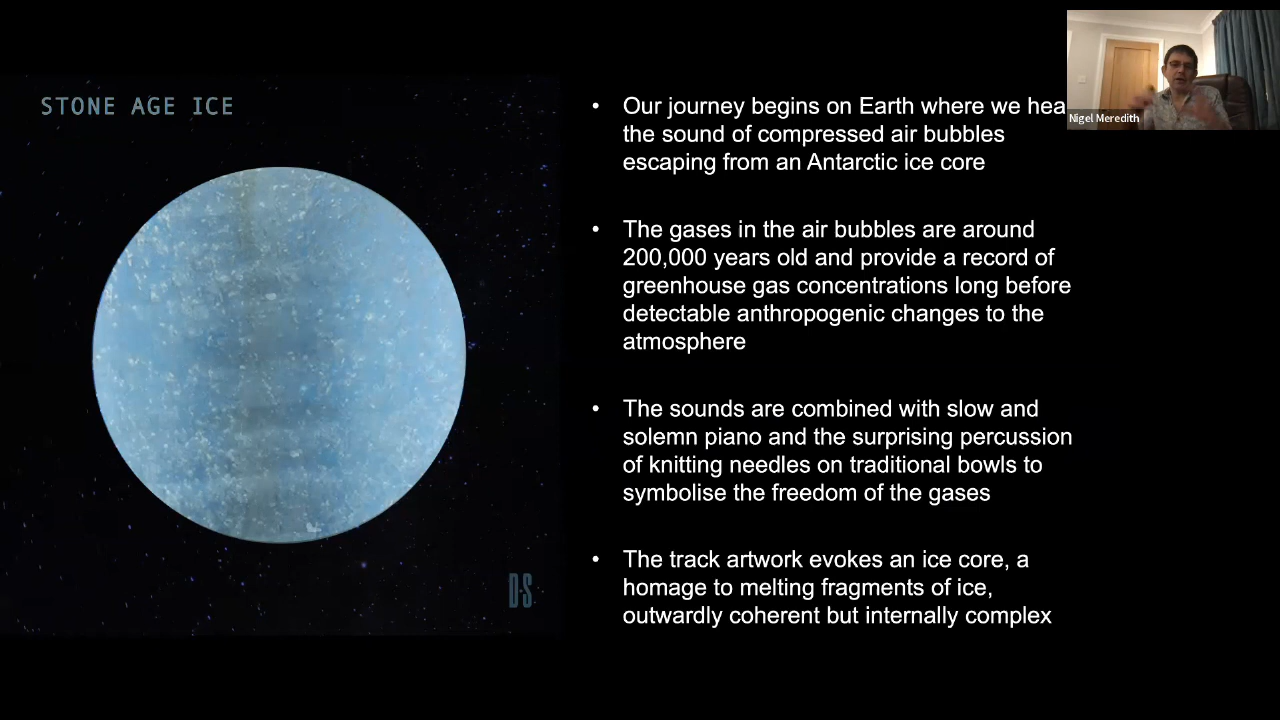 STONE AGE ICE
• Our journey begins on Earth where we hea
the sound of compressed air bubbles
escaping from an Antarctic ice core
• The gases in the air bubbles are around
200,000 years old and provide a record of
greenhouse gas concentrations long before
detectable anthropogenic changes to the
atmosphere
• The sounds are combined with slow and
solemn piano and the surprising percussion
of knitting needles on traditional bowls to
symbolise the freedom of the gases
• The track artwork evokes an ice core, a
homage to melting fragments of ice,
outwardly coherent but internally complex
D·S
Nigel Meredith